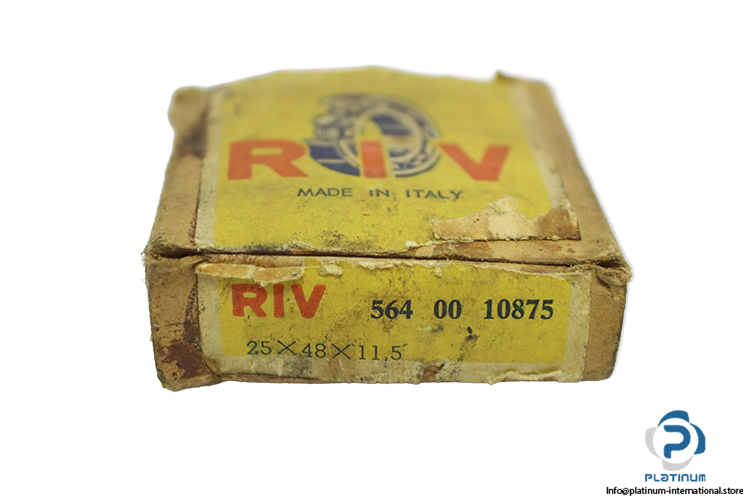 RIV
MADE IN ITALY
RIV 564 00 10875
25×48×11,5
PLATINUM
Info@platinum-international.store